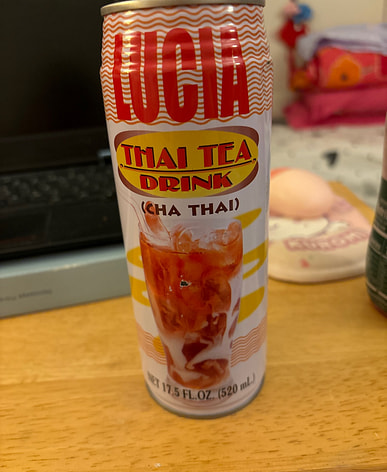 LUCIA
THAI TEA
DRINK
(CHA THAI)
NET 17.5 FL.OZ. (520 mL.)